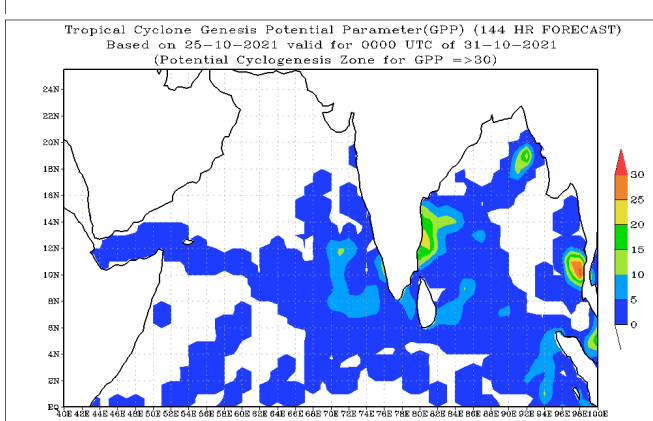 Tropical Cyclone Genesis Potential Parameter(GPP) (144 HR FORECAST)
Based on 25-10-2021 valid for 0000 UTC of 31-10-2021
(Potential Cyclogenesis Zone for GPP =>30)
24N
22N
20N
18N
16N
14N
12N
10N
8N
6N
4N
2N
EQ
40E 42E 44E 46E 48E 50E 52E 54E 56E 58E 60E 62E 64E 66E 68E 70E 72E 74E 76E 78E 80E 82E 84E 86E 88E 90E 92E 94E 96E 98E 100E
30
25
20
15
10
5
0